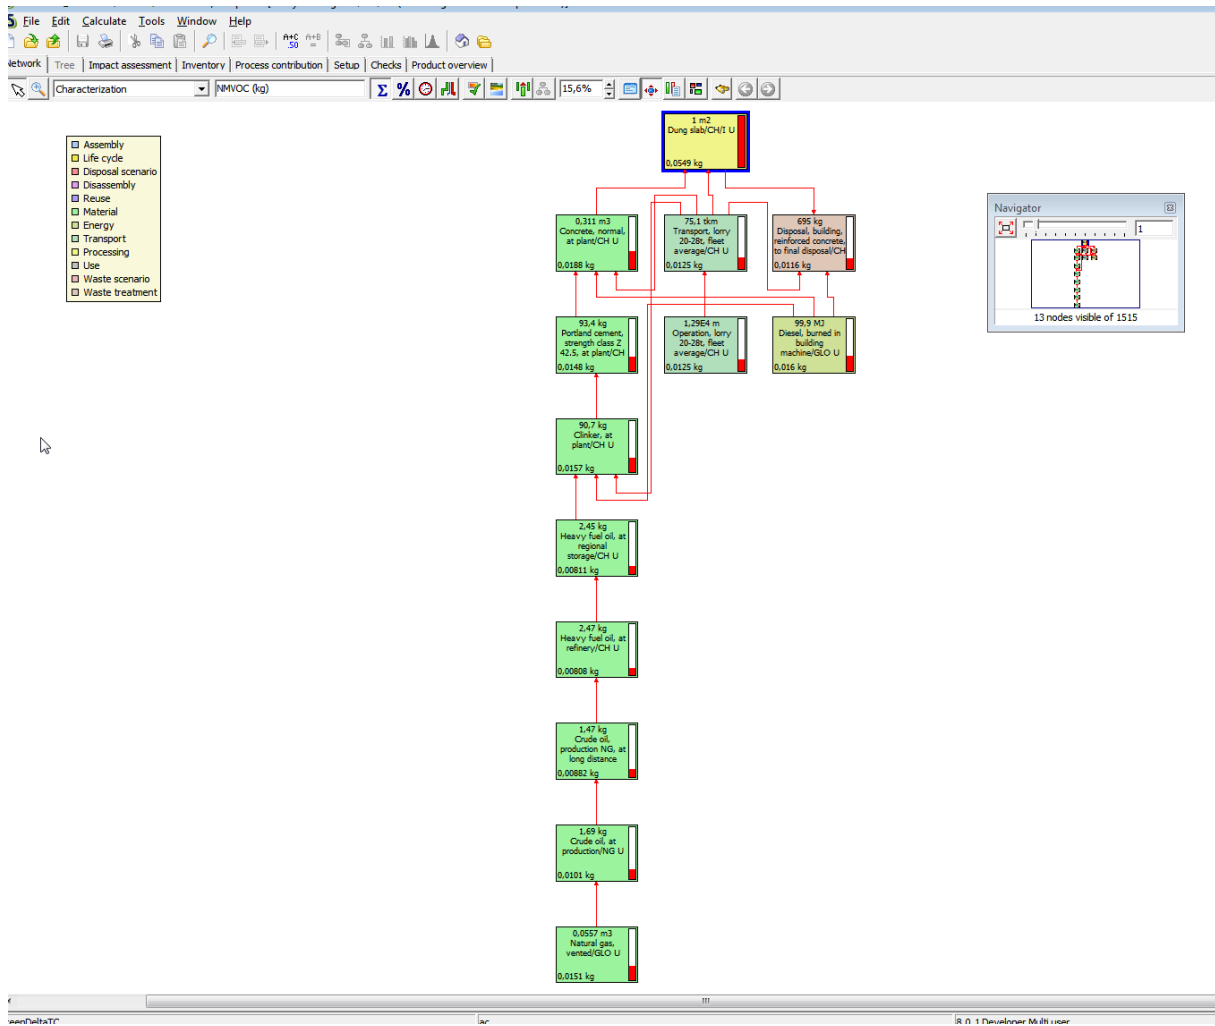 File Edit Calculate Tools Window Help
Network Tree Impact assessment Inventory Process contribution Setup Checks Product overview
Characterization NMVOC (kg) 15,6%
Assembly
Life cycle
Disposal scenario
Disassembly
Reuse
Material
Energy
Transport
Processing
Use
Waste scenario
Waste treatment
1 m2
Dung slab/CH/I U
0,0549 kg
Navigator
1
13 nodes visible of 1515
0,311 m3
Concrete, normal,
at plant/CH U
0,0188 kg
75,1 tkm
Transport, lorry
20-28t, fleet
average/CH U
0,0125 kg
695 kg
Disposal, building,
reinforced concrete,
to final disposal/CH
0,0116 kg
93,4 kg
Portland cement,
strength class Z
42.5, at plant/CH
0,0148 kg
1,29E4 m
Operation, lorry
20-28t, fleet
average/CH U
0,0125 kg
99,9 MJ
Diesel, burned in
building
machine/GLO U
0,016 kg
90,7 kg
Clinker, at
plant/CH U
0,0157 kg
2,45 kg
Heavy fuel oil, at
regional
storage/CH U
0,00811 kg
2,47 kg
Heavy fuel oil, at
refinery/CH U
0,00808 kg
1,47 kg
Crude oil,
production NG, at
long distance
0,00882 kg
1,69 kg
Crude oil, at
production/NG U
0,0101 kg
0,0557 m3
Natural gas,
vented/GLO U
0,0151 kg
reenDeltaTC ac 8.0.1 Developer Multi user